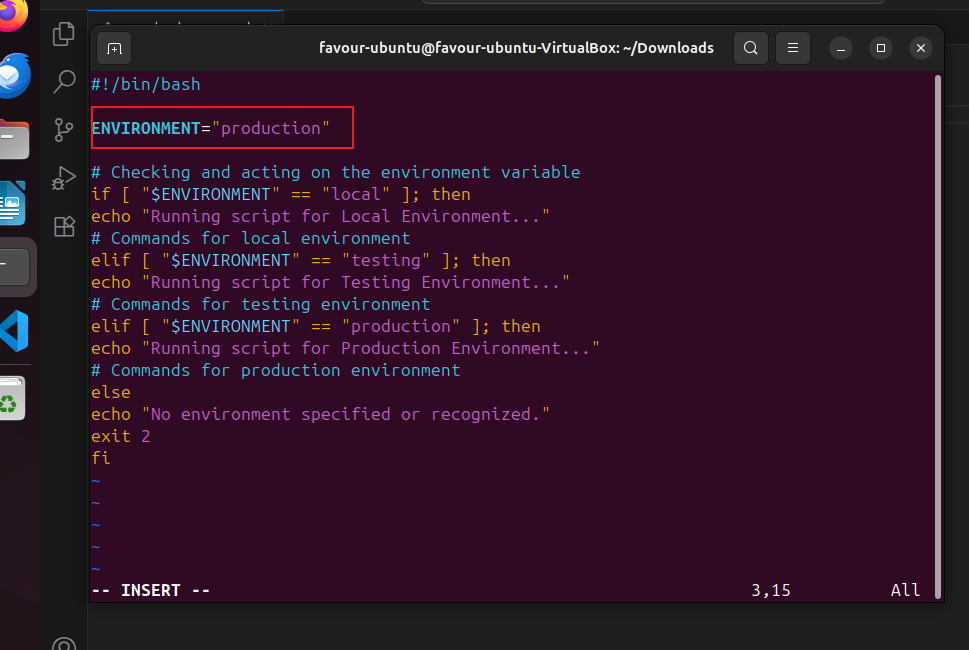 favour-ubuntu@favour-ubuntu-VirtualBox: ~/Downloads
#!/bin/bash
ENVIRONMENT="production"
# Checking and acting on the environment variable
if [ "$ENVIRONMENT" == "local" ]; then
echo "Running script for Local Environment..."
# Commands for local environment
elif [ "$ENVIRONMENT" == "testing" ]; then
echo "Running script for Testing Environment..."
# Commands for testing environment
elif [ "$ENVIRONMENT" == "production" ]; then
echo "Running script for Production Environment..."
# Commands for production environment
else
echo "No environment specified or recognized."
exit 2
fi
~
~
~
~
~
-- INSERT -- 3,15 All